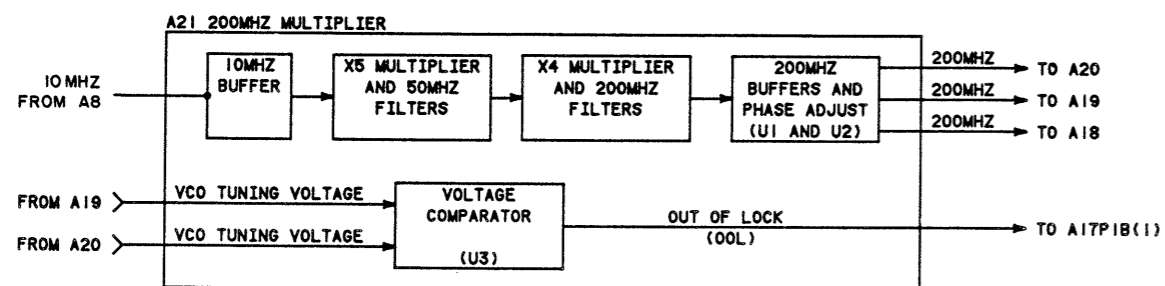 A21 200MHZ MULTIPLIER
10MHZ
FROM A8
10MHZ
BUFFER
X5 MULTIPLIER
AND 50MHZ
FILTERS
X4 MULTIPLIER
AND 200MHZ
FILTERS
200MHZ
BUFFERS AND
PHASE ADJUST
(U1 AND U2)
200MHZ
TO A20
200MHZ
TO A19
200MHZ
TO A18
FROM A19
VCO TUNING VOLTAGE
FROM A20
VCO TUNING VOLTAGE
VOLTAGE
COMPARATOR
(U3)
OUT OF LOCK
(OOL)
TO A17P1B(1)